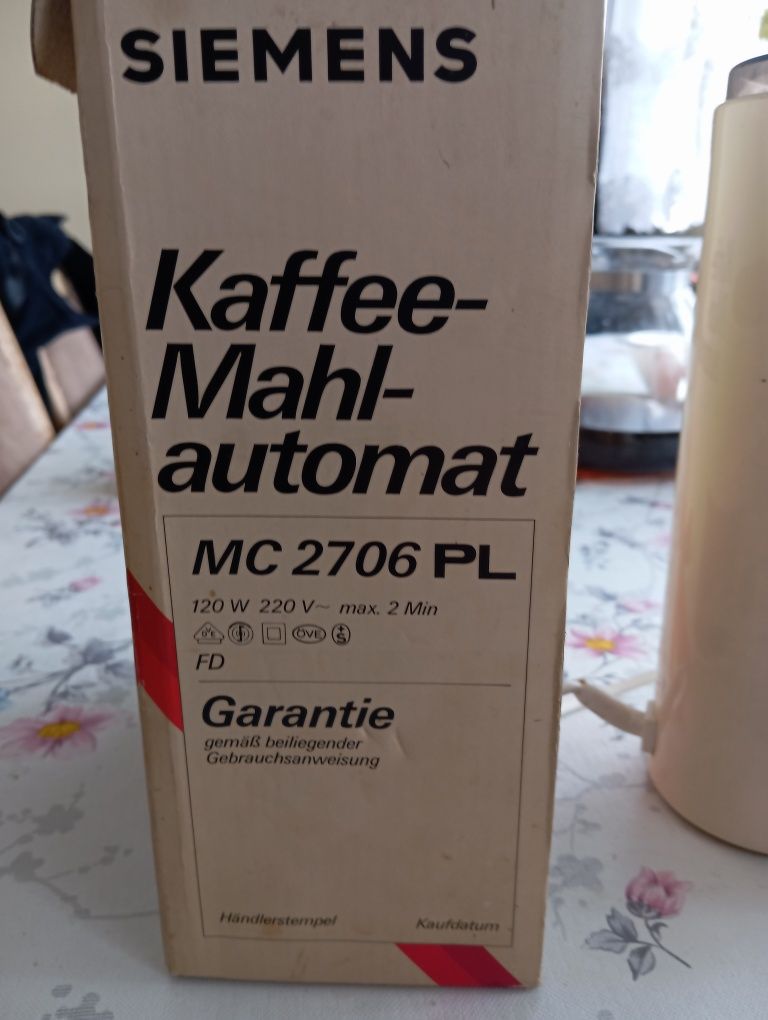 SIEMENS
Kaffee-
Mahl-
automat
MC 2706 PL
120 W 220 V~ max. 2 Min
ÖVE
FD
Garantie
gemäß beiliegender
Gebrauchsanweisung
Händlerstempel Kaufdatum